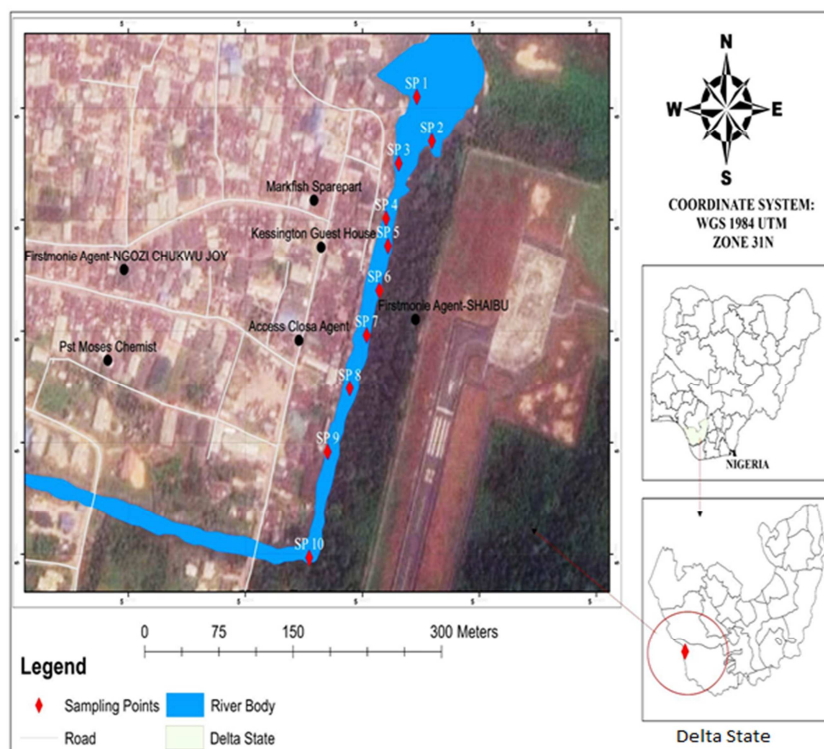 SP 1
SP 2
SP 3
SP 4
SP 5
SP 6
SP 7
SP 8
SP 9
SP 10
Markfish Sparepart
Kessington Guest House
Firstmonie Agent-NGOZI CHUKWU JOY
Firstmonie Agent-SHAIBU
Access Closa Agent
Pst Moses Chemist
N
W
E
S
COORDINATE SYSTEM:
WGS 1984 UTM
ZONE 31N
NIGERIA
Delta State
0 75 150 300 Meters
Legend
Sampling Points
River Body
Road
Delta State